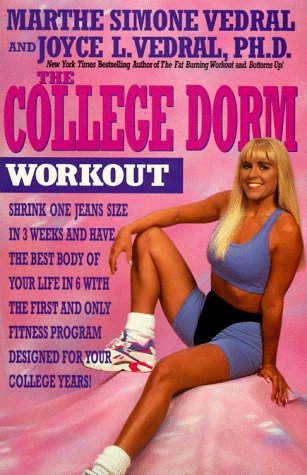 MARTHE SIMONE VEDRAL
AND JOYCE L. VEDRAL, PH.D.
New York Times Bestselling Author of The Fat Burning Workout and Bottoms Up!
THE
COLLEGE DORM
WORKOUT
SHRINK ONE JEANS SIZE
IN 3 WEEKS AND HAVE
THE BEST BODY OF
YOUR LIFE IN 6 WITH
THE FIRST AND ONLY
FITNESS PROGRAM
DESIGNED FOR YOUR
COLLEGE YEARS!